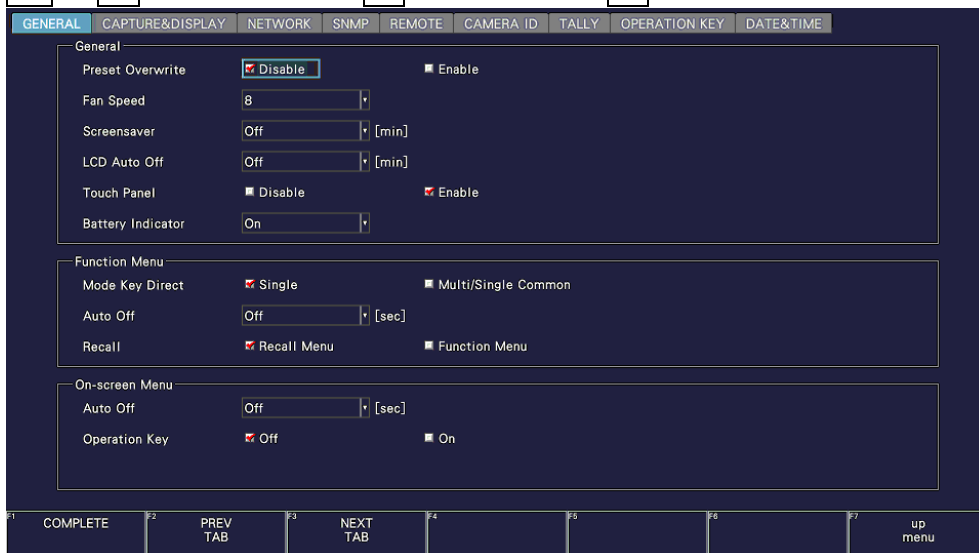 GENERAL CAPTURE&DISPLAY NETWORK SNMP REMOTE CAMERA ID TALLY OPERATION KEY DATE&TIME
General
Preset Overwrite Disable Enable
Fan Speed 8
Screensaver Off [min]
LCD Auto Off Off [min]
Touch Panel Disable Enable
Battery Indicator On
Function Menu
Mode Key Direct Single Multi/Single Common
Auto Off Off [sec]
Recall Recall Menu Function Menu
On-screen Menu
Auto Off Off [sec]
Operation Key Off On
F1 COMPLETE F2 PREV TAB F3 NEXT TAB F4 F5 F6 F7 up menu